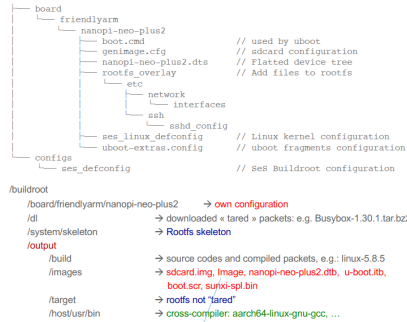 ├── board
│   └── friendlyarm
│       └── nanopi-neo-plus2
│           ├── boot.cmd // used by uboot
│           ├── genimage.cfg // sdcard configuration
│           ├── nanopi-neo-plus2.dts // Flatted device tree
│           ├── rootfs_overlay // Add files to rootfs
│           │   └── etc
│           │       ├── network
│           │       │   └── interfaces
│           │       └── ssh
│           │           └── sshd_config
│           ├── ses_linux_defconfig // Linux kernel configuration
│           └── uboot-extras.config // uboot fragments configuration
└── configs
    └── ses_defconfig // SeS Buildroot configuration
/buildroot
/board/friendlyarm/nanopi-neo-plus2 → own configuration
/dl → downloaded « tared » packets: e.g. Busybox-1.30.1.tar.bz2
/system/skeleton → Rootfs skeleton
/output
/build → source codes and compiled packets, e.g.: linux-5.8.5
/images → sdcard.img, Image, nanopi-neo-plus2.dtb, u-boot.itb,
boot.scr, sunxi-spl.bin
/target → rootfs not "tared"
/host/usr/bin → cross-compiler: aarch64-linux-gnu-gcc, …